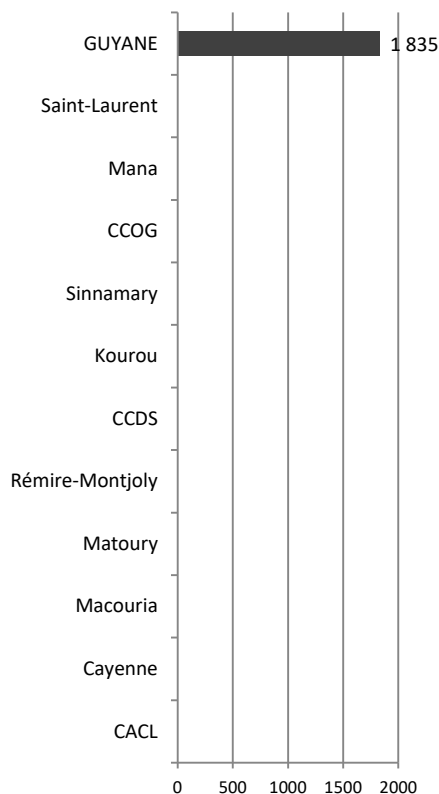 GUYANE 1 835
Saint-Laurent
Mana
CCOG
Sinnamary
Kourou
CCDS
Rémire-Montjoly
Matoury
Macouria
Cayenne
CACL
0 500 1000 1500 2000